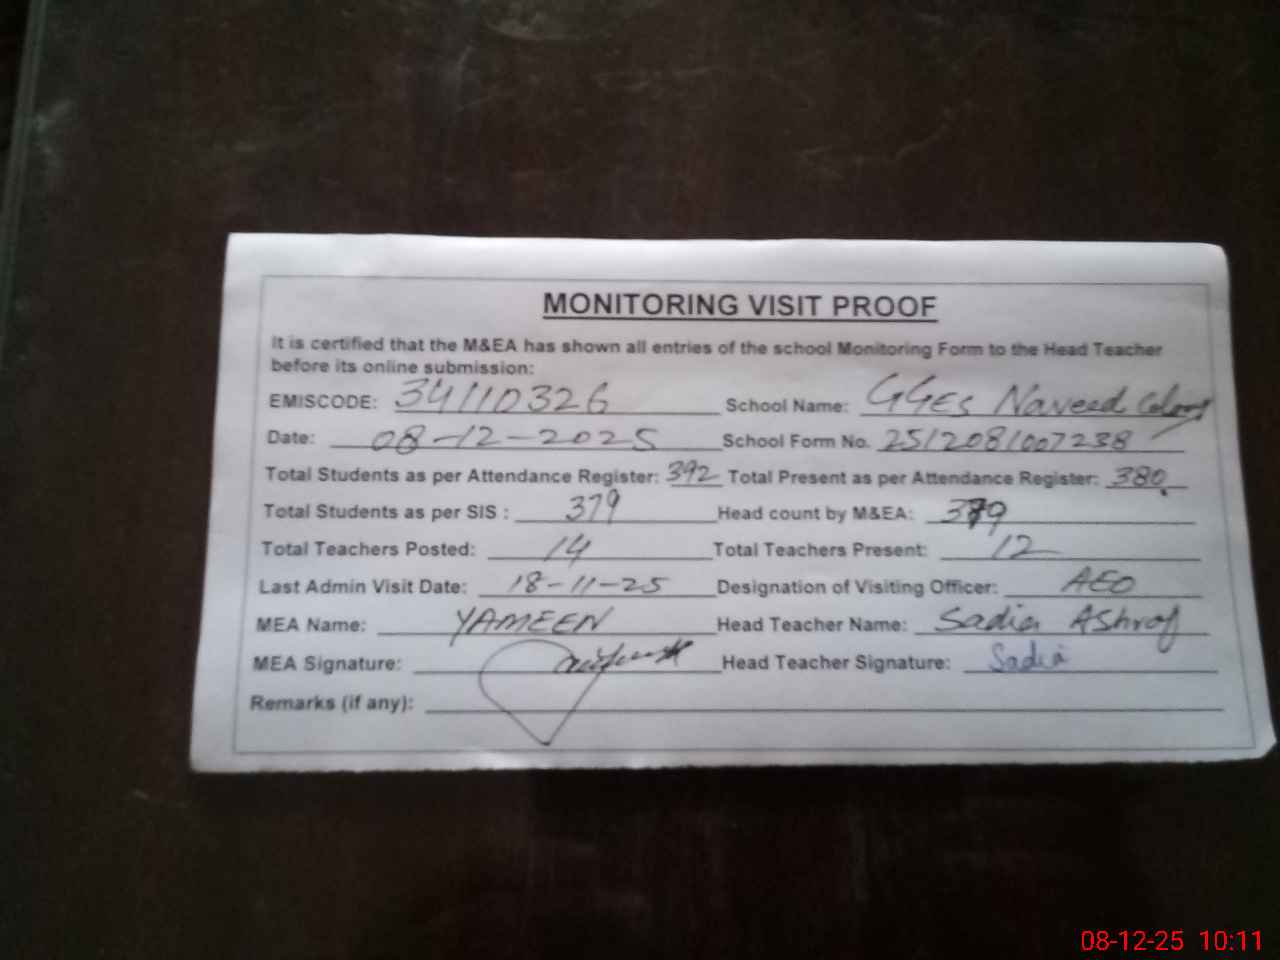 MONITORING VISIT PROOF
It is certified that the M&EA has shown all entries of the school Monitoring Form to the Head Teacher
before its online submission:
EMISCODE: 34110326 School Name: GGES Naveed Colony
Date: 08-12-2025 School Form No. 2512081007238
Total Students as per Attendance Register: 392 Total Present as per Attendance Register: 380
Total Students as per SIS : 379 Head count by M&EA: 379
Total Teachers Posted: 14 Total Teachers Present: 12
Last Admin Visit Date: 18-11-25 Designation of Visiting Officer: AEO
MEA Name: YAMEEN Head Teacher Name: Sadia AShraf
MEA Signature: Head Teacher Signature: Sadia
Remarks (if any):
08-12-25 10:11